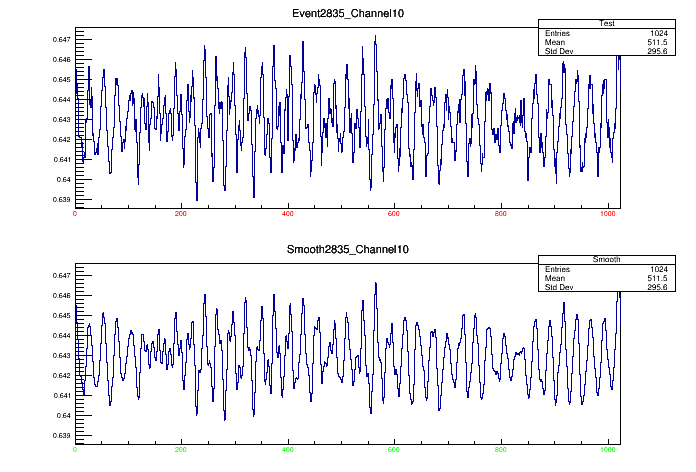 Event2835_Channel10
Test
Entries 1024
Mean 511.5
Std Dev 295.6
0.647
0.646
0.645
0.644
0.643
0.642
0.641
0.64
0.639
0 200 400 600 800 1000
Smooth2835_Channel10
Smooth
Entries 1024
Mean 511.5
Std Dev 295.6
0.647
0.646
0.645
0.644
0.643
0.642
0.641
0.64
0.639
0 200 400 600 800 1000